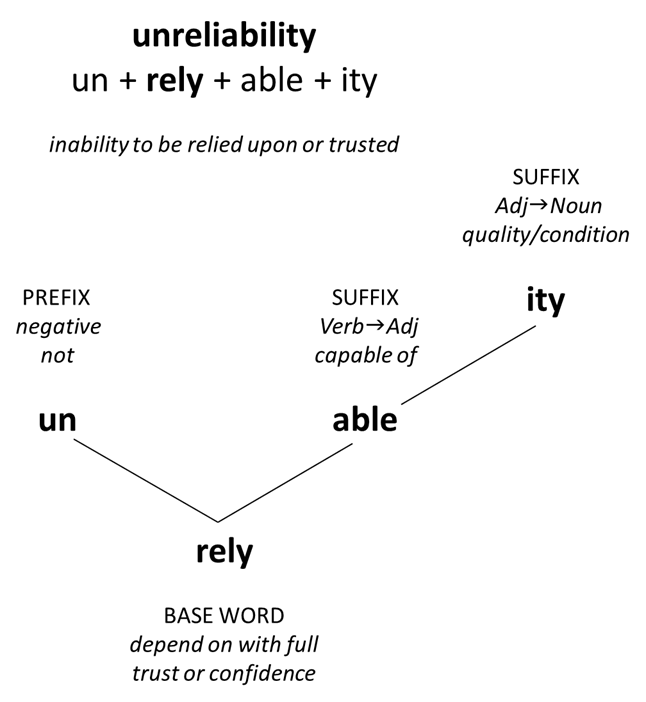 unreliability
un + rely + able + ity
inability to be relied upon or trusted
SUFFIX
Adj→Noun
quality/condition
ity
PREFIX
negative
not
un
SUFFIX
Verb→Adj
capable of
able
rely
BASE WORD
depend on with full
trust or confidence